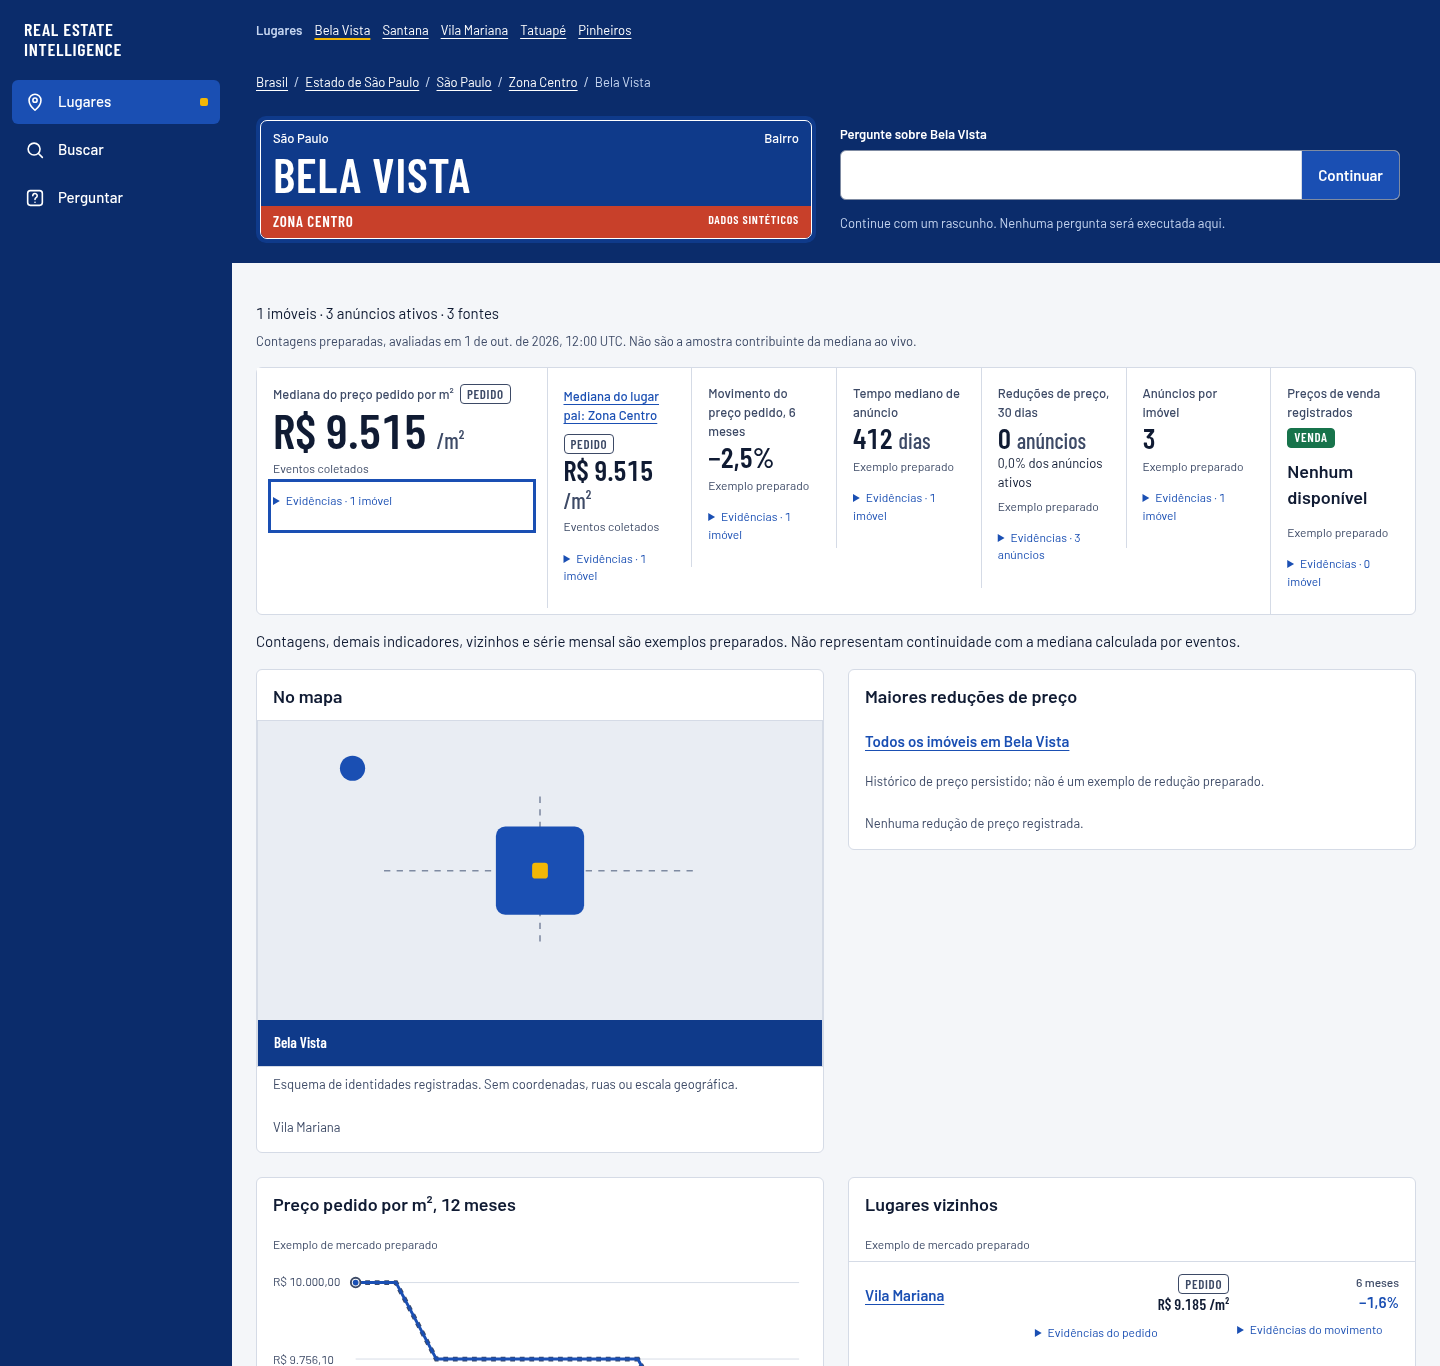 REAL ESTATE
INTELLIGENCE
Lugares
Buscar
Perguntar
Lugares Bela Vista Santana Vila Mariana Tatuapé Pinheiros
Brasil / Estado de São Paulo / São Paulo / Zona Centro / Bela Vista
São Paulo Bairro
BELA VISTA
ZONA CENTRO DADOS SINTÉTICOS
Pergunte sobre Bela Vista
Continuar
Continue com um rascunho. Nenhuma pergunta será executada aqui.
1 imóveis · 3 anúncios ativos · 3 fontes
Contagens preparadas, avaliadas em 1 de out. de 2026, 12:00 UTC. Não são a amostra contribuinte da mediana ao vivo.
Mediana do preço pedido por m² PEDIDO
R$ 9.515 /m²
Eventos coletados
Evidências · 1 imóvel
Mediana do lugar
pai: Zona Centro
PEDIDO
R$ 9.515
/m²
Eventos coletados
Evidências · 1
imóvel
Movimento do
preço pedido, 6
meses
−2,5%
Exemplo preparado
Evidências · 1
imóvel
Tempo mediano de
anúncio
412 dias
Exemplo preparado
Evidências · 1
imóvel
Reduções de preço,
30 dias
0 anúncios
0,0% dos anúncios
ativos
Exemplo preparado
Evidências · 3
anúncios
Anúncios por
imóvel
3
Exemplo preparado
Evidências · 1
imóvel
Preços de venda
registrados
VENDA
Nenhum
disponível
Exemplo preparado
Evidências · 0
imóvel
Contagens, demais indicadores, vizinhos e série mensal são exemplos preparados. Não representam continuidade com a mediana calculada por eventos.
No mapa
Bela Vista
Esquema de identidades registradas. Sem coordenadas, ruas ou escala geográfica.
Vila Mariana
Maiores reduções de preço
Todos os imóveis em Bela Vista
Histórico de preço persistido; não é um exemplo de redução preparado.
Nenhuma redução de preço registrada.
Preço pedido por m², 12 meses
Exemplo de mercado preparado
R$ 10.000,00
R$ 9.756,10
Lugares vizinhos
Exemplo de mercado preparado
Vila Mariana
PEDIDO
R$ 9.185 /m²
Evidências do pedido
6 meses
−1,6%
Evidências do movimento